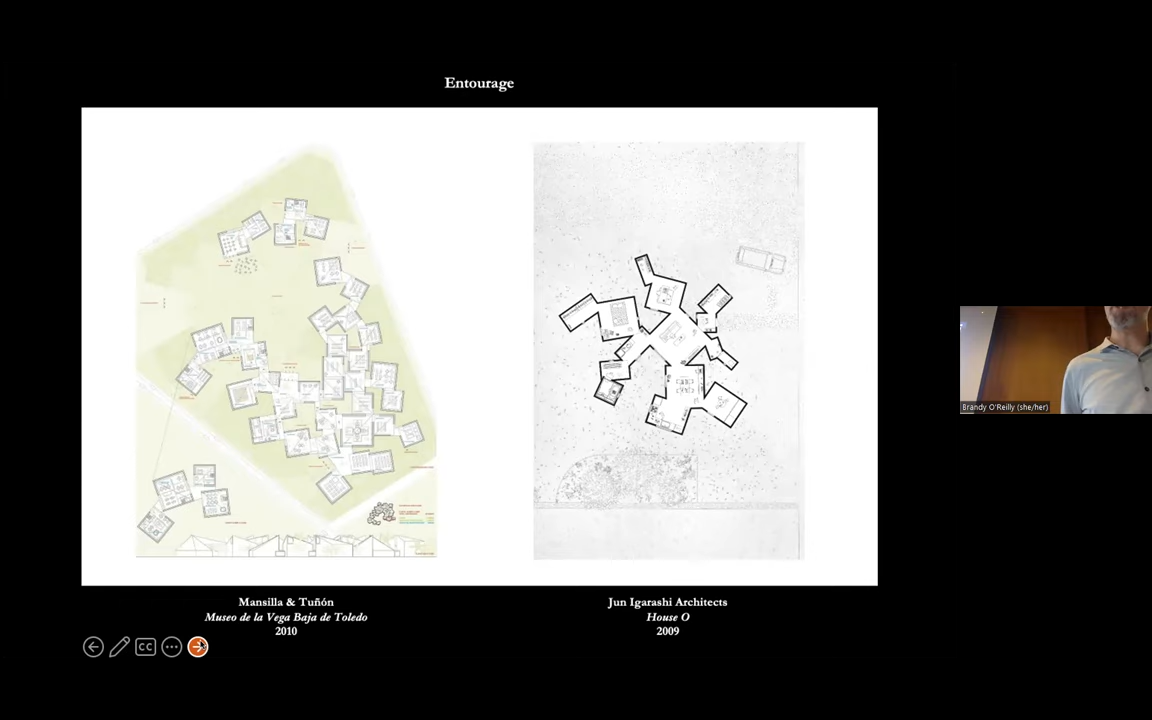 Entourage
Mansilla & Tuñón
Museo de la Vega Baja de Toledo
2010
Jun Igarashi Architects
House O
2009
CC
Brandy O'Reilly (she/her)